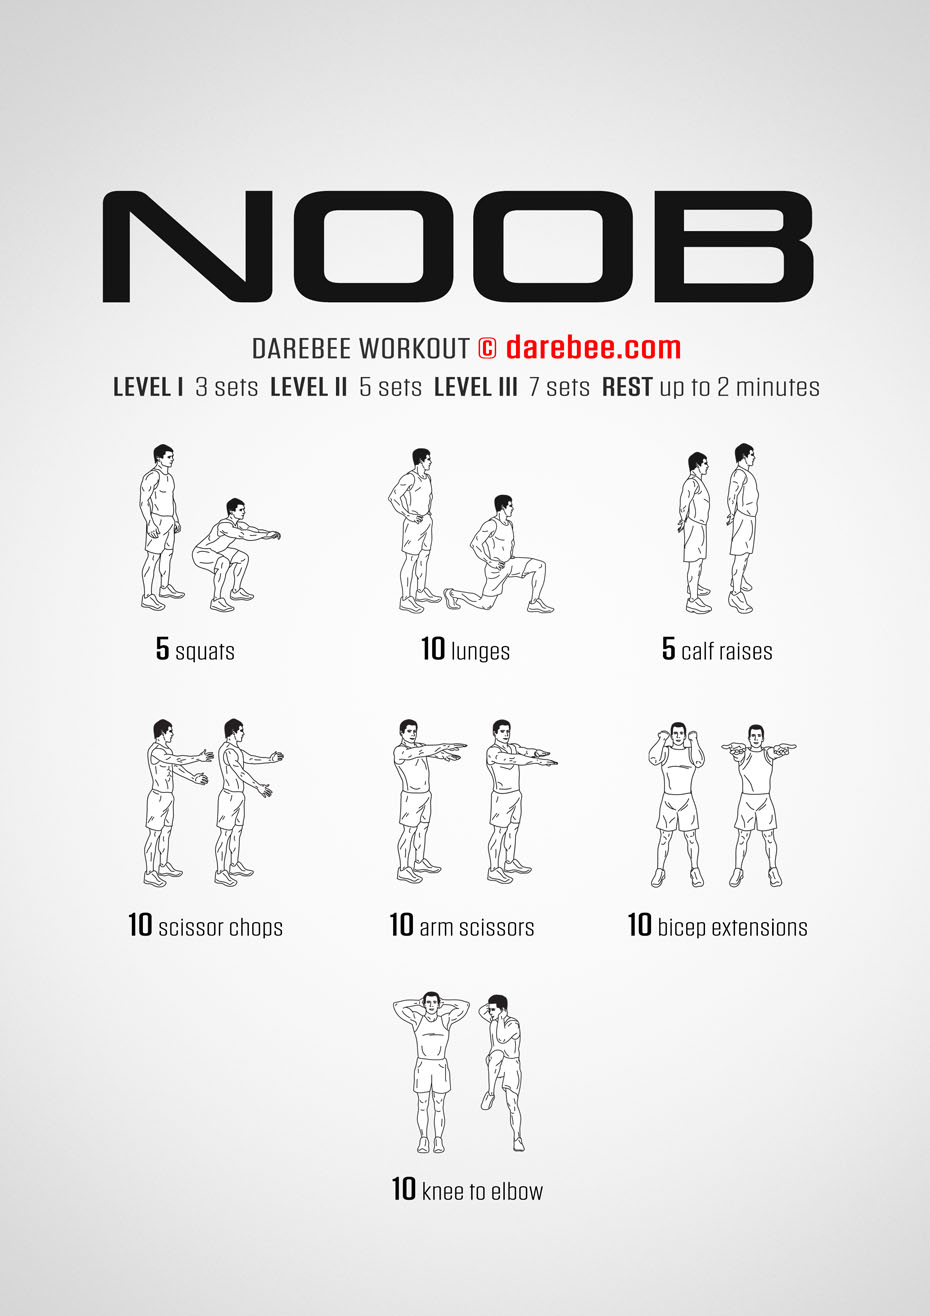 NOOB
DAREBEE WORKOUT © darebee.com
LEVEL I 3 sets LEVEL II 5 sets LEVEL III 7 sets REST up to 2 minutes
5 squats
10 lunges
5 calf raises
10 scissor chops
10 arm scissors
10 bicep extensions
10 knee to elbow